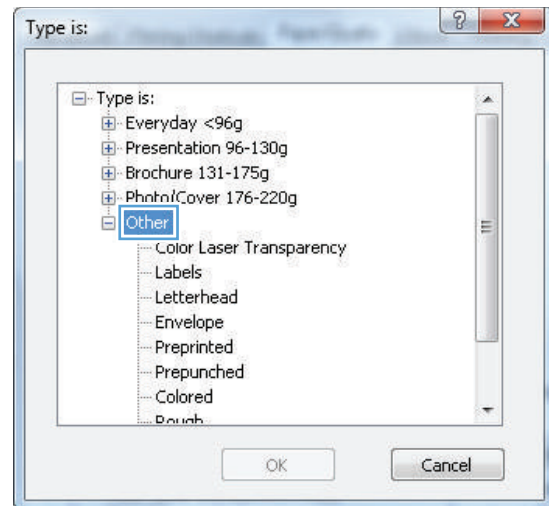 Type is:
Type is:
Everyday <96g
Presentation 96-130g
Brochure 131-175g
Photo/Cover 176-220g
Other
Color Laser Transparency
Labels
Letterhead
Envelope
Preprinted
Prepunched
Colored
Rough
OK Cancel